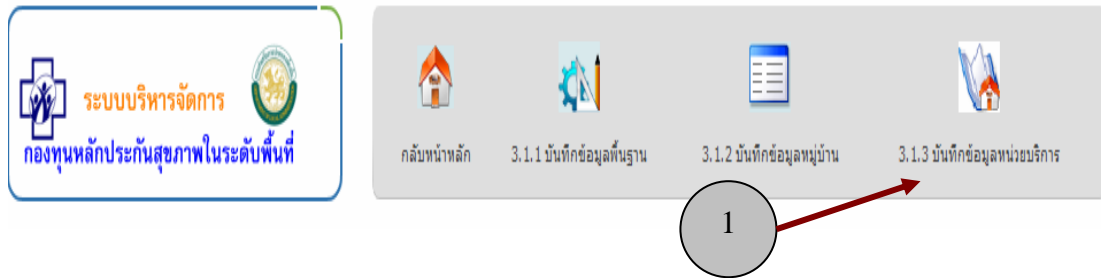 ระบบบริหารจัดการ
กองทุนหลักประกันสุขภาพในระดับพื้นที่
กลับหน้าหลัก
3.1.1 บันทึกข้อมูลพื้นฐาน
3.1.2 บันทึกข้อมูลหมู่บ้าน
3.1.3 บันทึกข้อมูลหน่วยบริการ
1